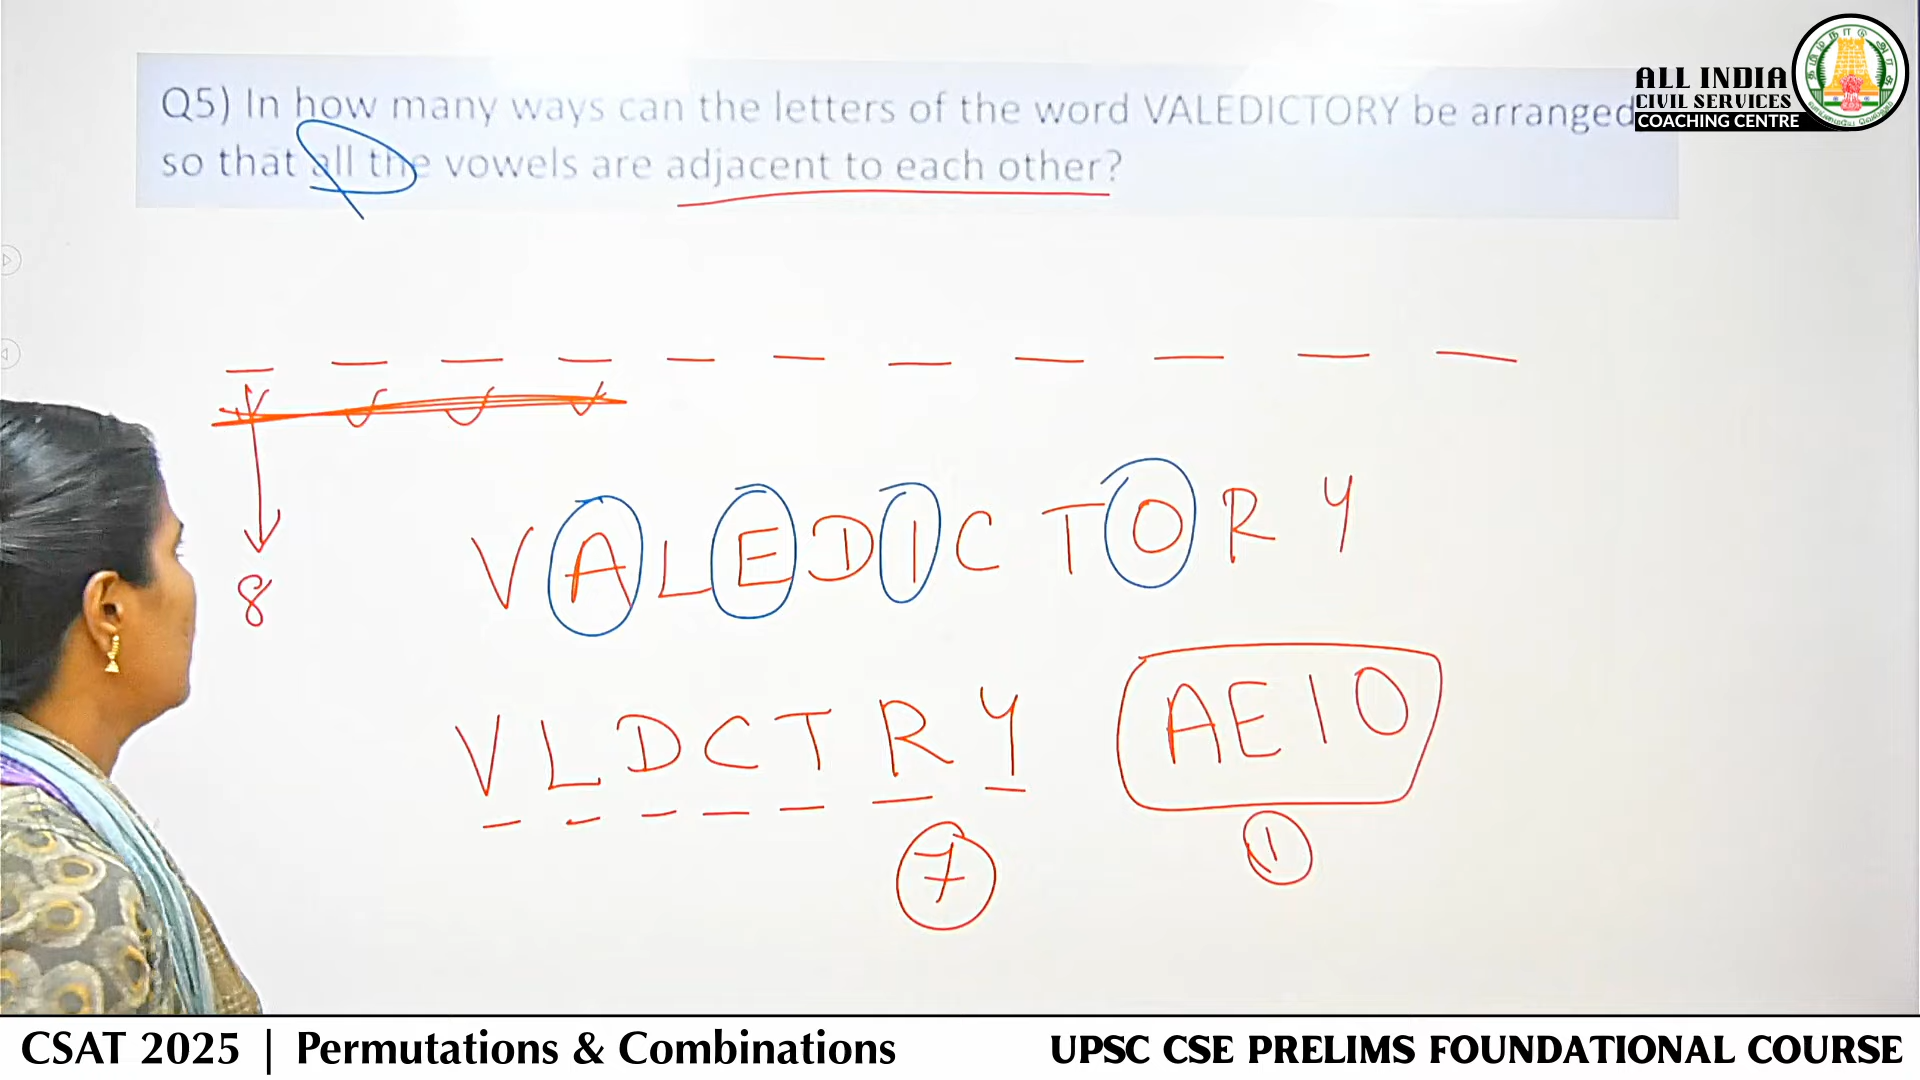 Q5) In how many ways can the letters of the word VALEDICTORY be arranged
so that all the vowels are adjacent to each other?
ALL INDIA
CIVIL SERVICES
COACHING CENTRE
8
VALEDICTORY
VLDCTRY AEIO
7 1
CSAT 2025 | Permutations & Combinations UPSC CSE PRELIMS FOUNDATIONAL COURSE